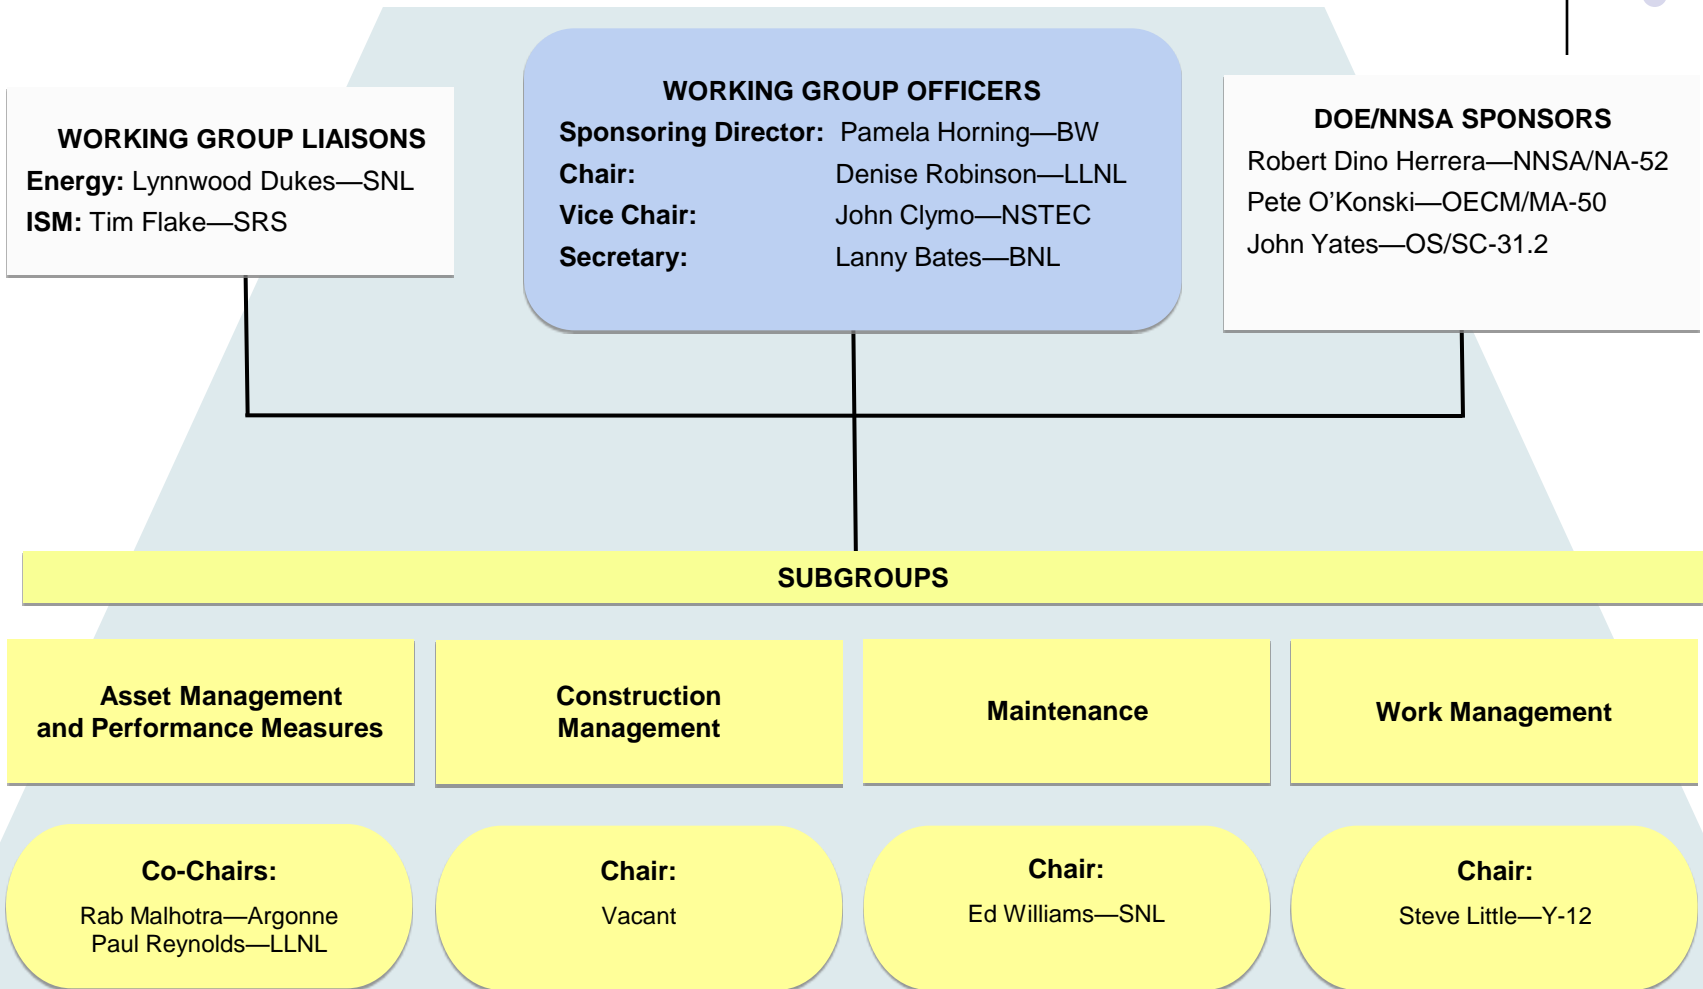 WORKING GROUP LIAISONS
Energy: Lynnwood Dukes—SNL
ISM: Tim Flake—SRS
WORKING GROUP OFFICERS
Sponsoring Director: Pamela Horning—BW
Chair: Denise Robinson—LLNL
Vice Chair: John Clymo—NSTEC
Secretary: Lanny Bates—BNL
DOE/NNSA SPONSORS
Robert Dino Herrera—NNSA/NA-52
Pete O’Konski—OECM/MA-50
John Yates—OS/SC-31.2
SUBGROUPS
Asset Management
and Performance Measures
Construction
Management
Maintenance
Work Management
Co-Chairs:
Rab Malhotra—Argonne
Paul Reynolds—LLNL
Chair:
Vacant
Chair:
Ed Williams—SNL
Chair:
Steve Little—Y-12